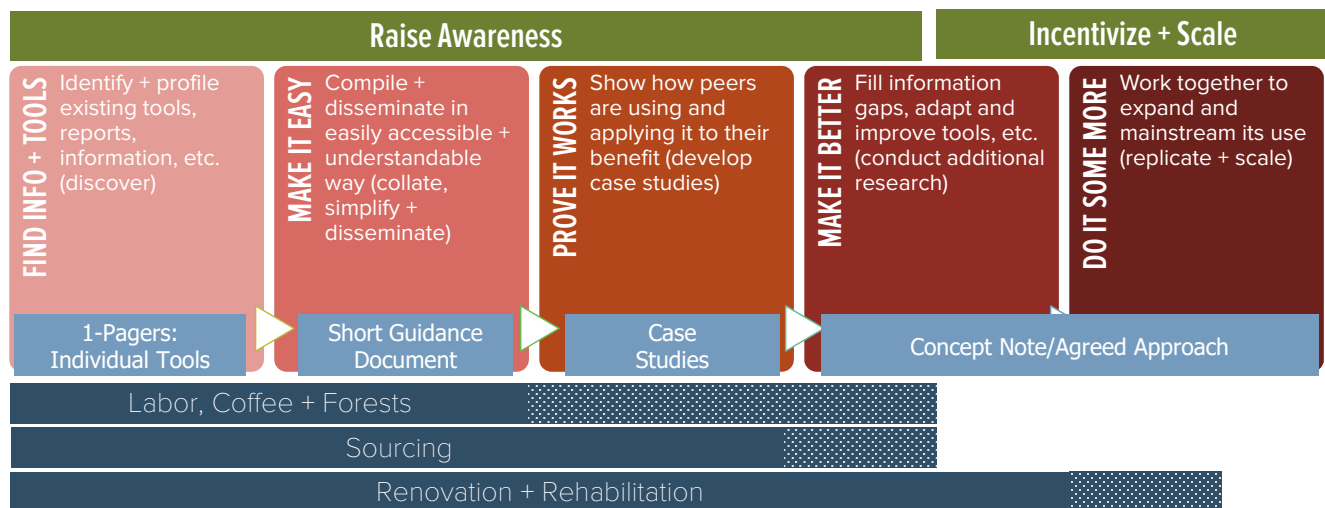 Raise Awareness
Incentivize + Scale
FIND INFO + TOOLS
Identify + profile
existing tools,
reports,
information, etc.
(discover)
MAKE IT EASY
Compile +
disseminate in
easily accessible +
understandable
way (collate,
simplify +
disseminate)
PROVE IT WORKS
Show how peers
are using and
applying it to their
benefit (develop
case studies)
MAKE IT BETTER
Fill information
gaps, adapt and
improve tools, etc.
(conduct additional
research)
DO IT SOME MORE
Work together to
expand and
mainstream its use
(replicate + scale)
1-Pagers:
Individual Tools
Short Guidance
Document
Case
Studies
Concept Note/Agreed Approach
Labor, Coffee + Forests
Sourcing
Renovation + Rehabilitation